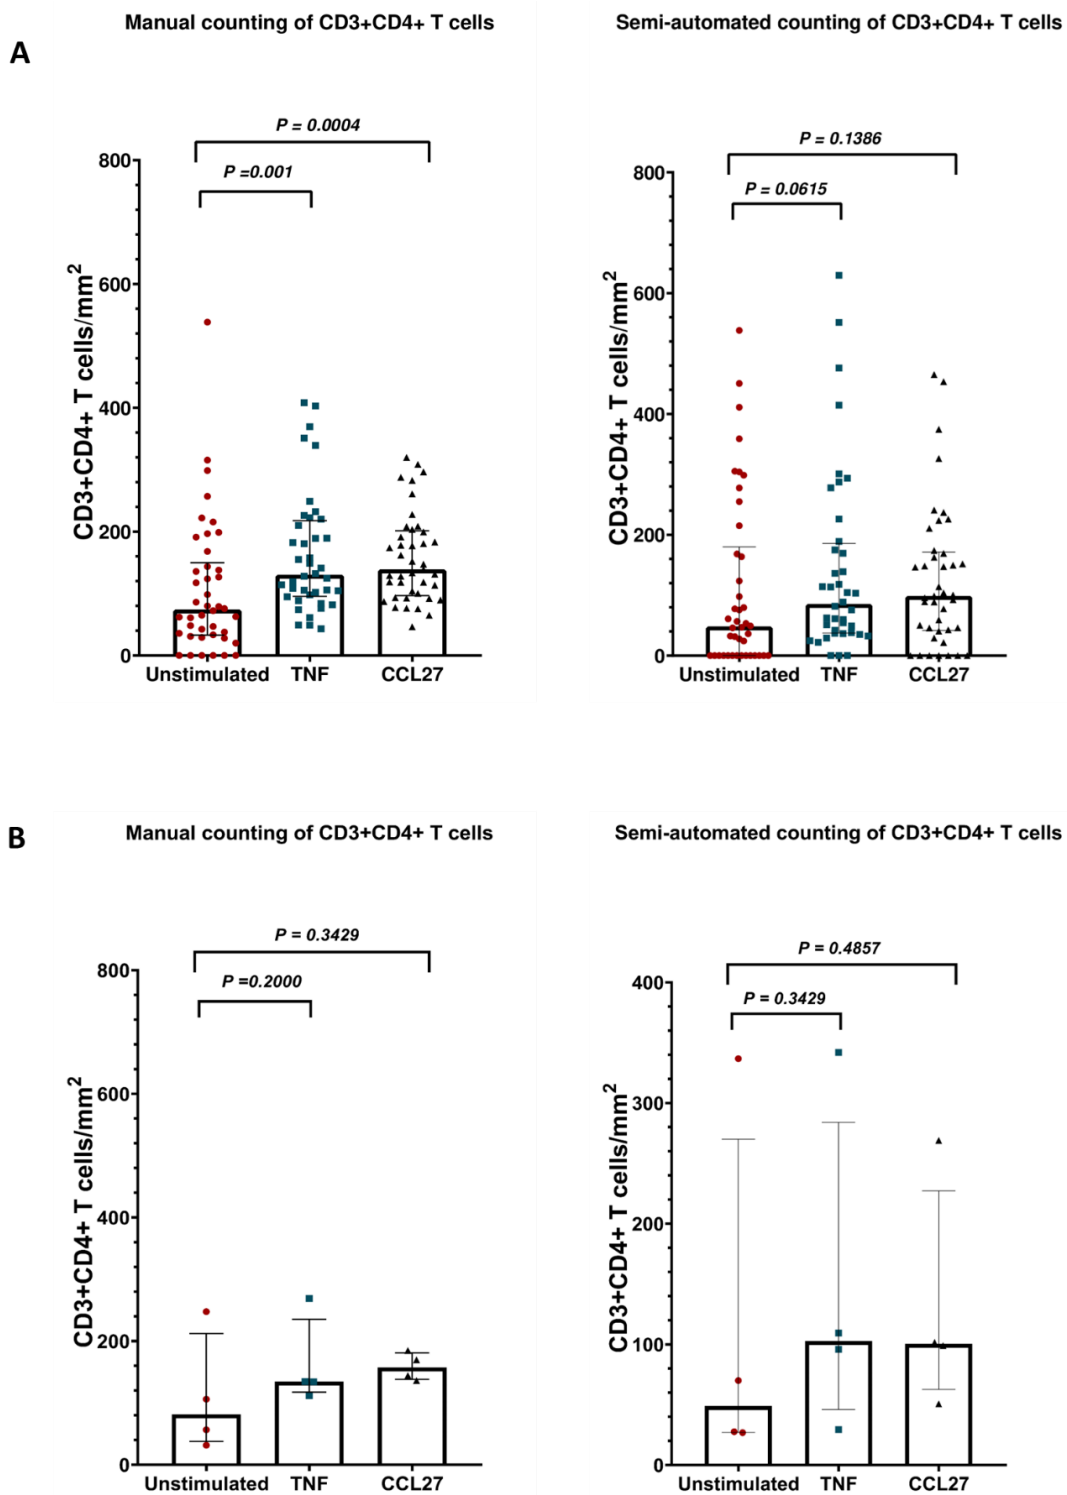 Manual counting of CD3+CD4+ T cells
Semi-automated counting of CD3+CD4+ T cells
A
P = 0.0004
P =0.001
800
600
400
200
0
CD3+CD4+ T cells/mm2
Unstimulated TNF CCL27
P = 0.1386
P = 0.0615
800
600
400
200
0
CD3+CD4+ T cells/mm2
Unstimulated TNF CCL27
B
Manual counting of CD3+CD4+ T cells
Semi-automated counting of CD3+CD4+ T cells
P = 0.3429
P =0.2000
800
600
400
200
0
CD3+CD4+ T cells/mm2
Unstimulated TNF CCL27
P = 0.4857
P = 0.3429
400
300
200
100
0
CD3+CD4+ T cells/mm2
Unstimulated TNF CCL27